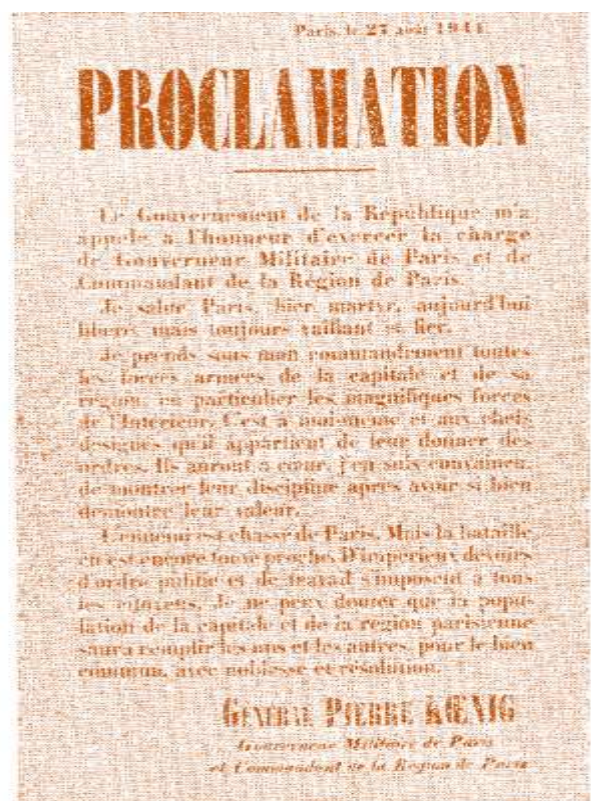 Paris, le 27 août 1944
PROCLAMATION
Le Gouvernement de la République m'a
appelé à l'honneur d'exercer la charge
de Gouverneur Militaire de Paris et de
Commandant de la Région de Paris.
Je salue Paris, hier martyr, aujourd'hui
libéré, mais toujours vaillant et fier.
Je prends sous mon commandement toutes
les forces armées de la capitale et de sa
région, en particulier les magnifiques forces
de l'Intérieur. C'est à moi-même et aux chefs
désignés qu'il appartient de leur donner des
ordres. Ils auront à cœur, j'en suis convaincu,
de montrer leur discipline après avoir si bien
démontré leur valeur.
L'ennemi est chassé de Paris. Mais la bataille
en est encore toute proche. D'impérieux devoirs
d'ordre public et de travail s'imposent à tous
les citoyens. Je ne peux douter que la popu-
lation de la capitale et de la région parisienne
saura remplir les uns et les autres, pour le bien
commun, avec noblesse et résolution.
GÉNÉRAL PIERRE KŒNIG
Gouverneur Militaire de Paris
et Commandant de la Région de Paris